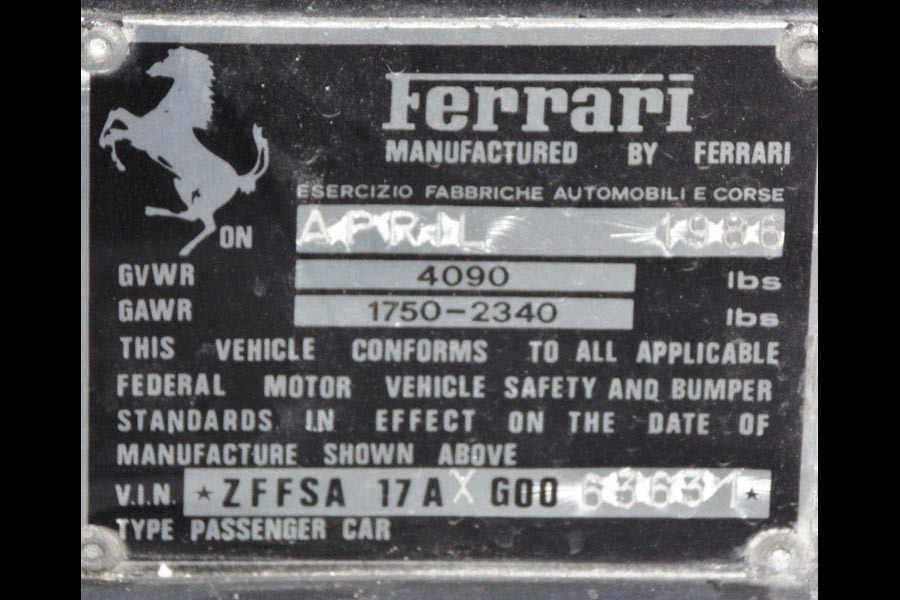 Ferrari
MANUFACTURED BY FERRARI
ESERCIZIO FABBRICHE AUTOMOBILI E CORSE
ON APRIL - 1986
GVWR 4090 lbs
GAWR 1750-2340 lbs
THIS VEHICLE CONFORMS TO ALL APPLICABLE
FEDERAL MOTOR VEHICLE SAFETY AND BUMPER
STANDARDS IN EFFECT ON THE DATE OF
MANUFACTURE SHOWN ABOVE
V.I.N. ★ ZFFSA 17A X G00 63631 ★
TYPE PASSENGER CAR